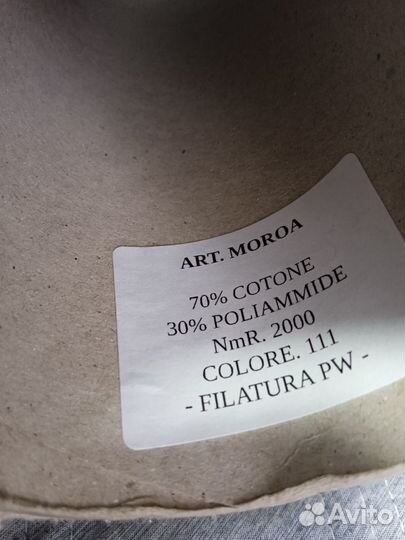 ART. MOROA
70% COTONE
30% POLIAMMIDE
NmR. 2000
COLORE. 111
- FILATURA PW -
Avito